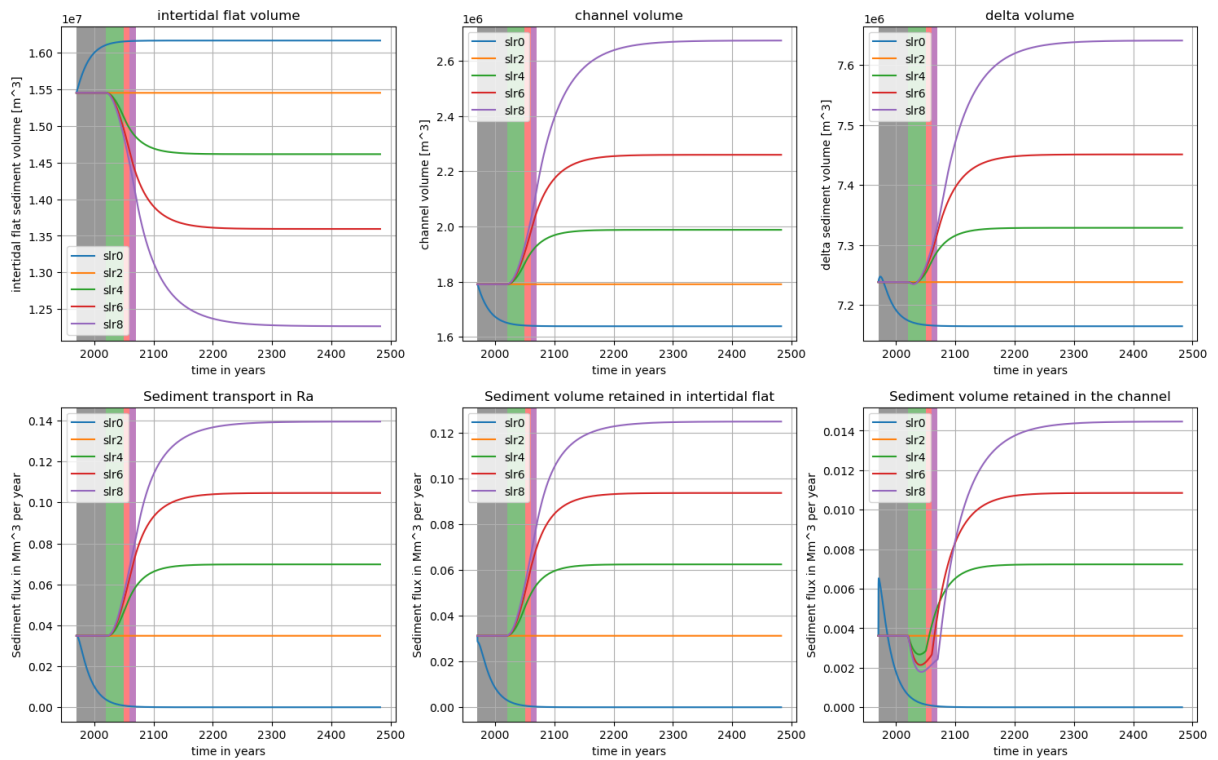 intertidal flat volume
1e7
intertidal flat sediment volume [m^3]
1.60
1.55
1.50
1.45
1.40
1.35
1.30
1.25
slr0
slr2
slr4
slr6
slr8
2000 2100 2200 2300 2400 2500
time in years
channel volume
1e6
channel volume [m^3]
2.6
2.4
2.2
2.0
1.8
1.6
slr0
slr2
slr4
slr6
slr8
2000 2100 2200 2300 2400 2500
time in years
delta volume
1e6
delta sediment volume [m^3]
7.6
7.5
7.4
7.3
7.2
slr0
slr2
slr4
slr6
slr8
2000 2100 2200 2300 2400 2500
time in years
Sediment transport in Ra
Sediment flux in Mm^3 per year
0.14
0.12
0.10
0.08
0.06
0.04
0.02
0.00
slr0
slr2
slr4
slr6
slr8
2000 2100 2200 2300 2400 2500
time in years
Sediment volume retained in intertidal flat
Sediment flux in Mm^3 per year
0.125
0.100
0.075
0.050
0.025
0.000
slr0
slr2
slr4
slr6
slr8
2000 2100 2200 2300 2400 2500
time in years
Sediment volume retained in the channel
Sediment flux in Mm^3 per year
0.014
0.012
0.010
0.008
0.006
0.004
0.002
0.000
slr0
slr2
slr4
slr6
slr8
2000 2100 2200 2300 2400 2500
time in years